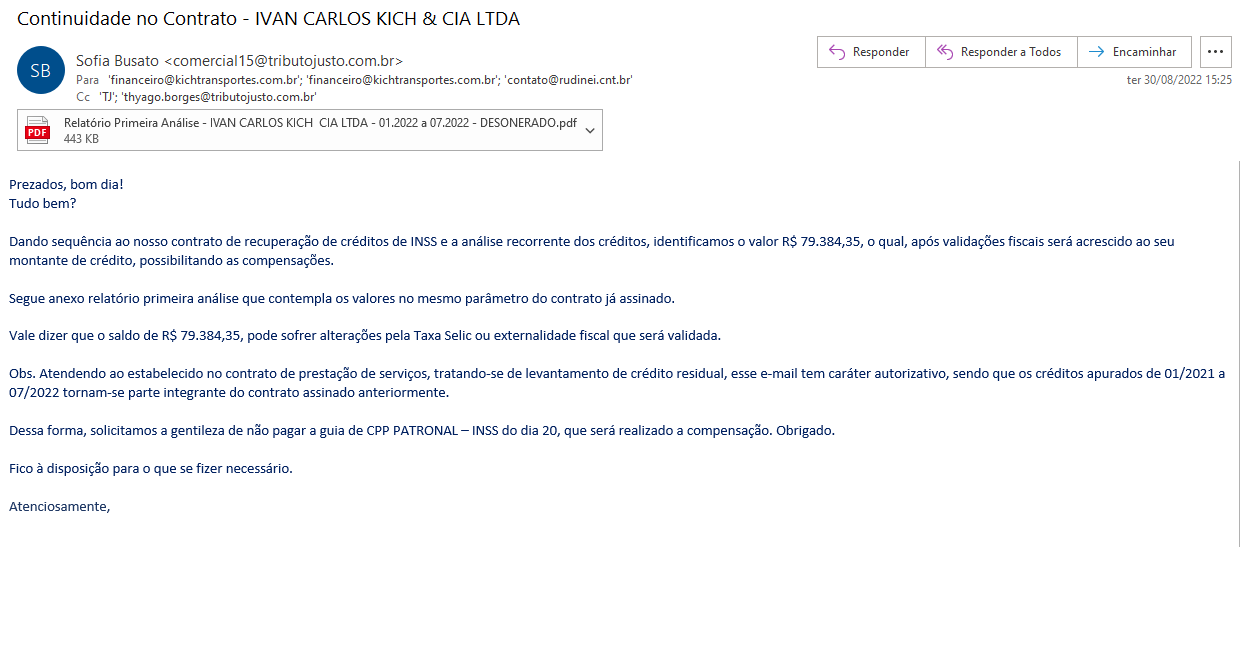 Continuidade no Contrato - IVAN CARLOS KICH & CIA LTDA
SB
Sofia Busato <comercial15@tributojusto.com.br>
Para 'financeiro@kichtransportes.com.br'; 'financeiro@kichtransportes.com.br'; 'contato@rudinei.cnt.br'
Cc 'TJ'; 'thyago.borges@tributojusto.com.br'
Responder
Responder a Todos
Encaminhar
ter 30/08/2022 15:25
PDF
Relatório Primeira Análise - IVAN CARLOS KICH  CIA LTDA - 01.2022 a 07.2022 - DESONERADO.pdf
443 KB
Prezados, bom dia!
Tudo bem?
Dando sequência ao nosso contrato de recuperação de créditos de INSS e a análise recorrente dos créditos, identificamos o valor R$ 79.384,35, o qual, após validações fiscais será acrescido ao seu
montante de crédito, possibilitando as compensações.
Segue anexo relatório primeira análise que contempla os valores no mesmo parâmetro do contrato já assinado.
Vale dizer que o saldo de R$ 79.384,35, pode sofrer alterações pela Taxa Selic ou externalidade fiscal que será validada.
Obs. Atendendo ao estabelecido no contrato de prestação de serviços, tratando-se de levantamento de crédito residual, esse e-mail tem caráter autorizativo, sendo que os créditos apurados de 01/2021 a
07/2022 tornam-se parte integrante do contrato assinado anteriormente.
Dessa forma, solicitamos a gentileza de não pagar a guia de CPP PATRONAL – INSS do dia 20, que será realizado a compensação. Obrigado.
Fico à disposição para o que se fizer necessário.
Atenciosamente,